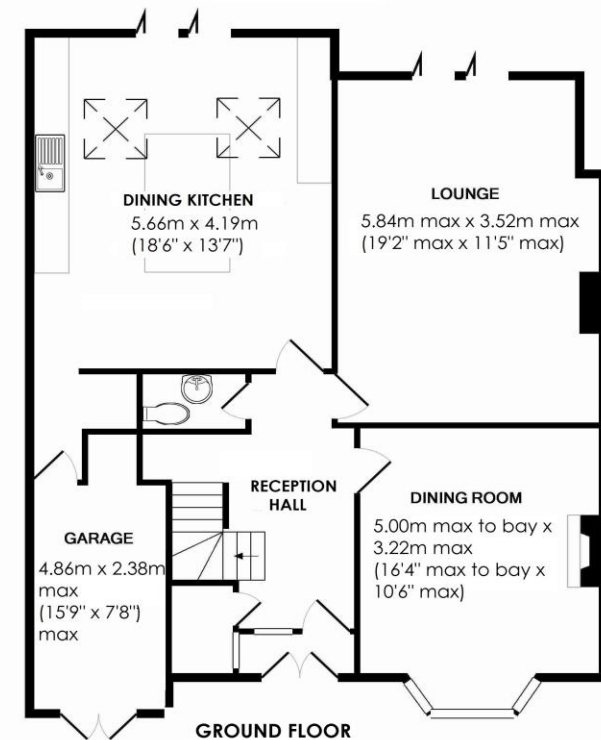 DINING KITCHEN
5.66m x 4.19m
(18'6" x 13'7")
LOUNGE
5.84m max x 3.52m max
(19'2" max x 11'5" max)
RECEPTION
HALL
DINING ROOM
5.00m max to bay x
3.22m max
(16'4" max to bay x
10'6" max)
GARAGE
4.86m x 2.38m
max
(15'9" x 7'8")
max
GROUND FLOOR